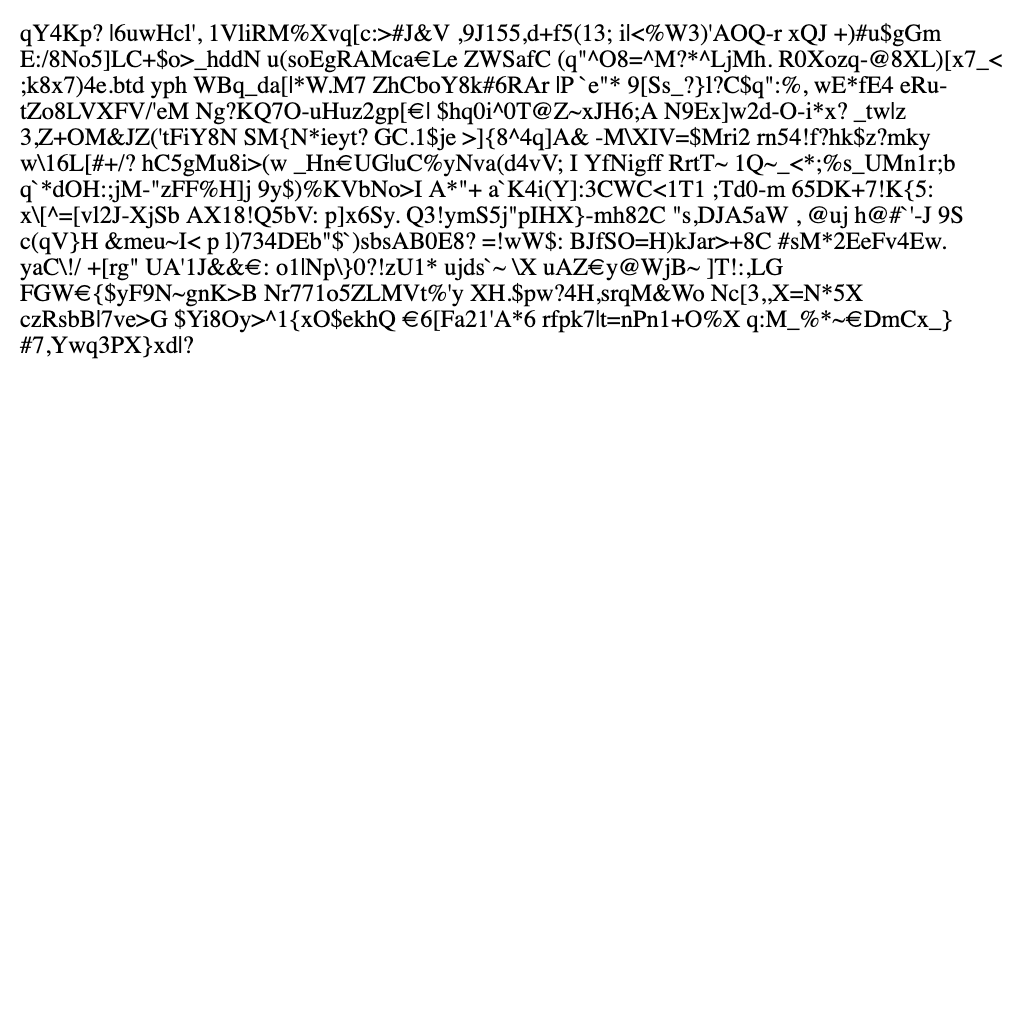 qY4Kp? |6uwHcl', 1VliRM%Xvq[c:>#J&V ,9J155,d+f5(13; i|<%W3)'AOQ-r xQJ +)#u$gGm
E:/8No5]LC+$o>_hddN u(soEgRAMca€Le ZWSafC (q"^O8=^M?*^LjMh. R0Xozq-@8XL)[x7_<
;k8x7)4e.btd yph WBq_da[|*W.M7 ZhCboY8k#6RAr |P`e"* 9[Ss_?}l?C$q":%, wE*fE4 eRu-
tZo8LVXFV/'eM Ng?KQ7O-uHuz2gp[€| $hq0i^0T@Z~xJH6;A N9Ex]w2d-O-i*x? _tw|z
3,Z+OM&JZ('tFiY8N SM{N*ieyt? GC.1$je >]{8^4q]A& -M\XIV=$Mri2 rn54!f?hk$z?mky
w\16L[#+/? hC5gMu8i>(w _Hn€UG|uC%yNva(d4vV; I YfNigff RrtT~ 1Q~_<*;%s_UMn1r;b
q`*dOH:;jM-"zFF%H]j 9y$)%KVbNo>I A*"+ a`K4i(Y]:3CWC<1T1 ;Td0-m 65DK+7!K{5:
x\[^=[vl2J-XjSb AX18!Q5bV: p]x6Sy. Q3!ymS5j"pIHX}-mh82C "s,DJA5aW , @uj h@#`'-J 9S
c(qV}H &meu~I< p l)734DEb"$`)sbsAB0E8? =!wW$: BJfSO=H)kJar>+8C #sM*2EeFv4Ew.
yaC\!/ +[rg" UA'1J&&€: o1|Np\}0?!zU1* ujds`~ \X uAZ€y@WjB~ ]T!:,LG
FGW€{$yF9N~gnK>B Nr771o5ZLMVt%'y XH.$pw?4H,srqM&Wo Nc[3,,X=N*5X
czRsbB|7ve>G $Yi8Oy>^1{xO$ekhQ €6[Fa21'A*6 rfpk7|t=nPn1+O%X q:M_%*~€DmCx_}
#7,Ywq3PX}xd|?